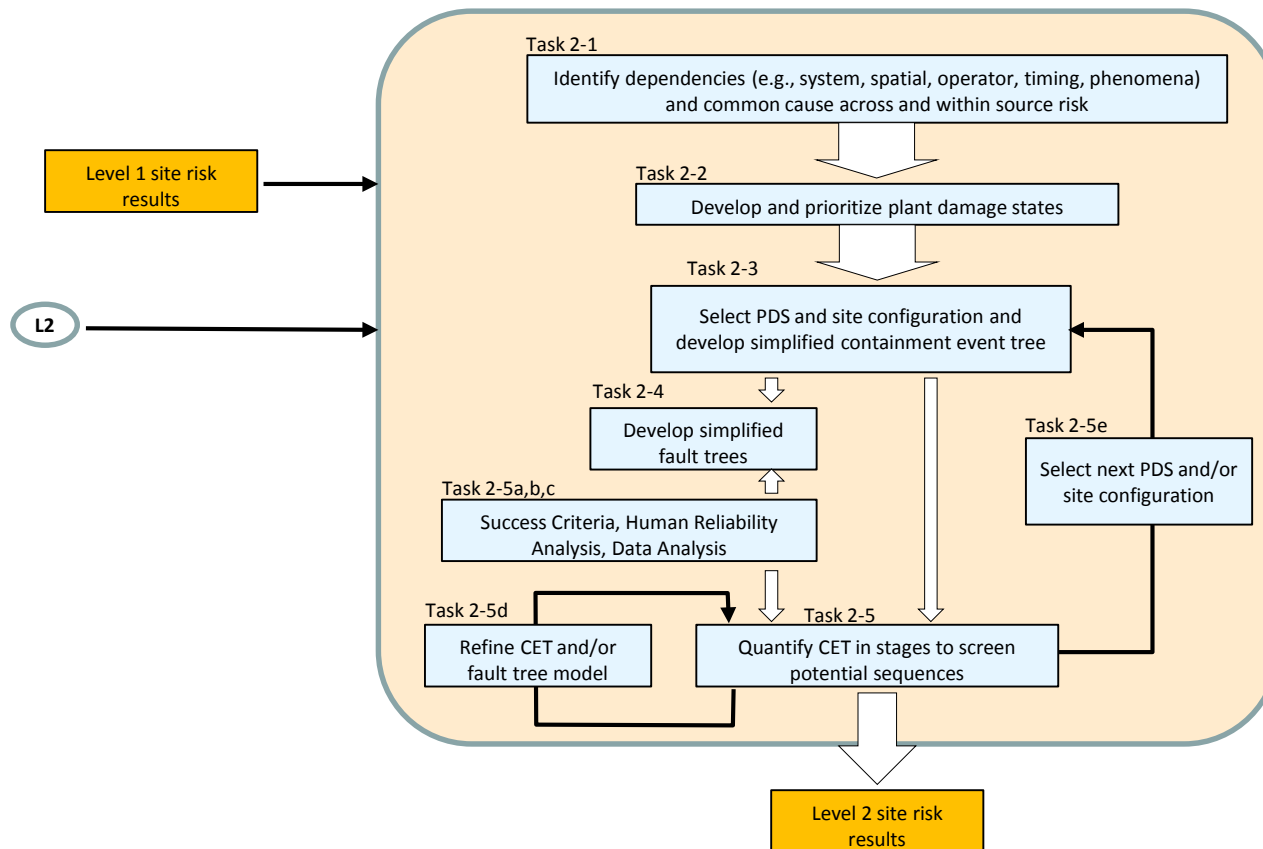 Task 2-1
Identify dependencies (e.g., system, spatial, operator, timing, phenomena)
and common cause across and within source risk
Level 1 site risk
results
Task 2-2
Develop and prioritize plant damage states
Task 2-3
Select PDS and site configuration and
develop simplified containment event tree
L2
Task 2-4
Develop simplified
fault trees
Task 2-5e
Select next PDS and/or
site configuration
Task 2-5a,b,c
Success Criteria, Human Reliability
Analysis, Data Analysis
Task 2-5d
Refine CET and/or
fault tree model
Task 2-5
Quantify CET in stages to screen
potential sequences
Level 2 site risk
results